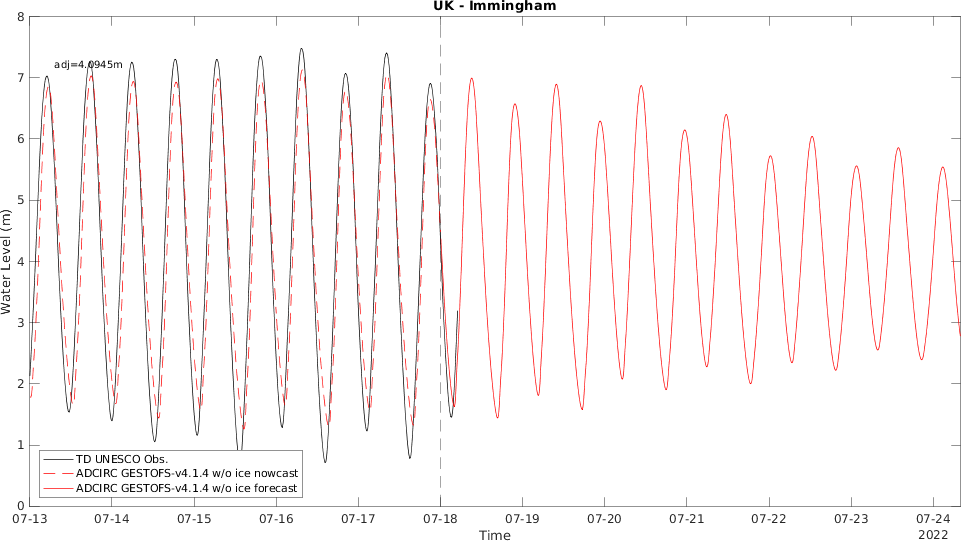 UK - Immingham
8
7
6
5
4
3
2
1
0
Water Level (m)
adj=4.0945m
TD UNESCO Obs.
ADCIRC GESTOFS-v4.1.4 w/o ice nowcast
ADCIRC GESTOFS-v4.1.4 w/o ice forecast
07-13 07-14 07-15 07-16 07-17 07-18 07-19 07-20 07-21 07-22 07-23 07-24
2022
Time